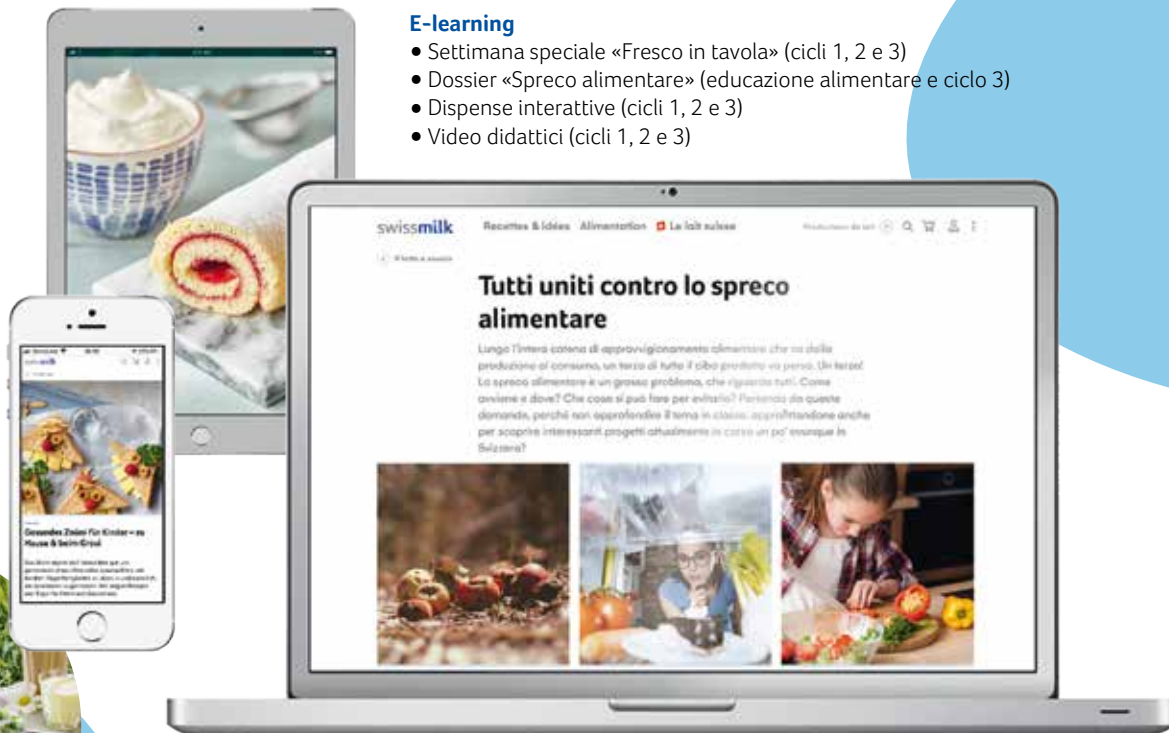 E-learning
• Settimana speciale «Fresco in tavola» (cicli 1, 2 e 3)
• Dossier «Spreco alimentare» (educazione alimentare e ciclo 3)
• Dispense interattive (cicli 1, 2 e 3)
• Video didattici (cicli 1, 2 e 3)
swissmilk Recettes & Idées Alimentation Le lait suisse
Tutti uniti contro lo spreco
alimentare
Lungo l'intera catena di approvvigionamento alimentare che va dalla
produzione al consumo, un terzo di tutto il cibo prodotto va perso. Un terzo!
Lo spreco alimentare è un grosso problema, che riguarda tutti. Come
avviene e dove? Che cosa si può fare per evitarlo? Partendo da queste
domande, perché non approfondire il tema in classe, approfittandone anche
per scoprire interessanti progetti attualmente in corso un po' ovunque in
Svizzera?
Gesundes Znüni für Kinder – zu
Hause &